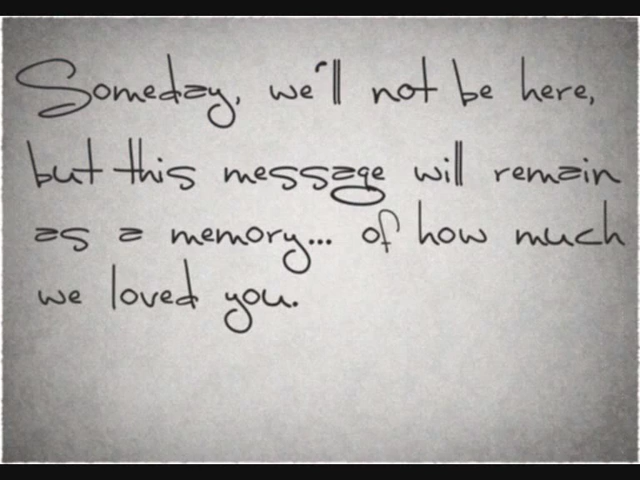 Someday, we'll not be here,
but this message will remain
as a memory... of how much
we loved you.